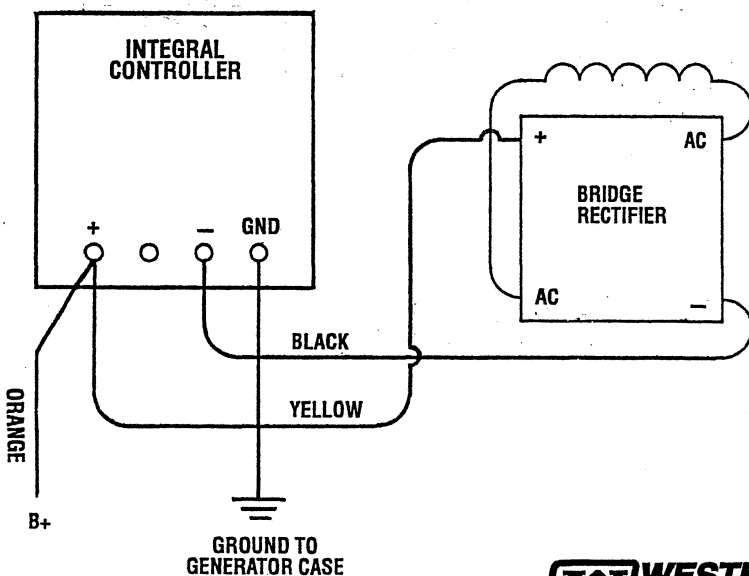 INTEGRAL
CONTROLLER
+
–
GND
+
AC
BRIDGE
RECTIFIER
AC
–
BLACK
YELLOW
ORANGE
B+
GROUND TO
GENERATOR CASE